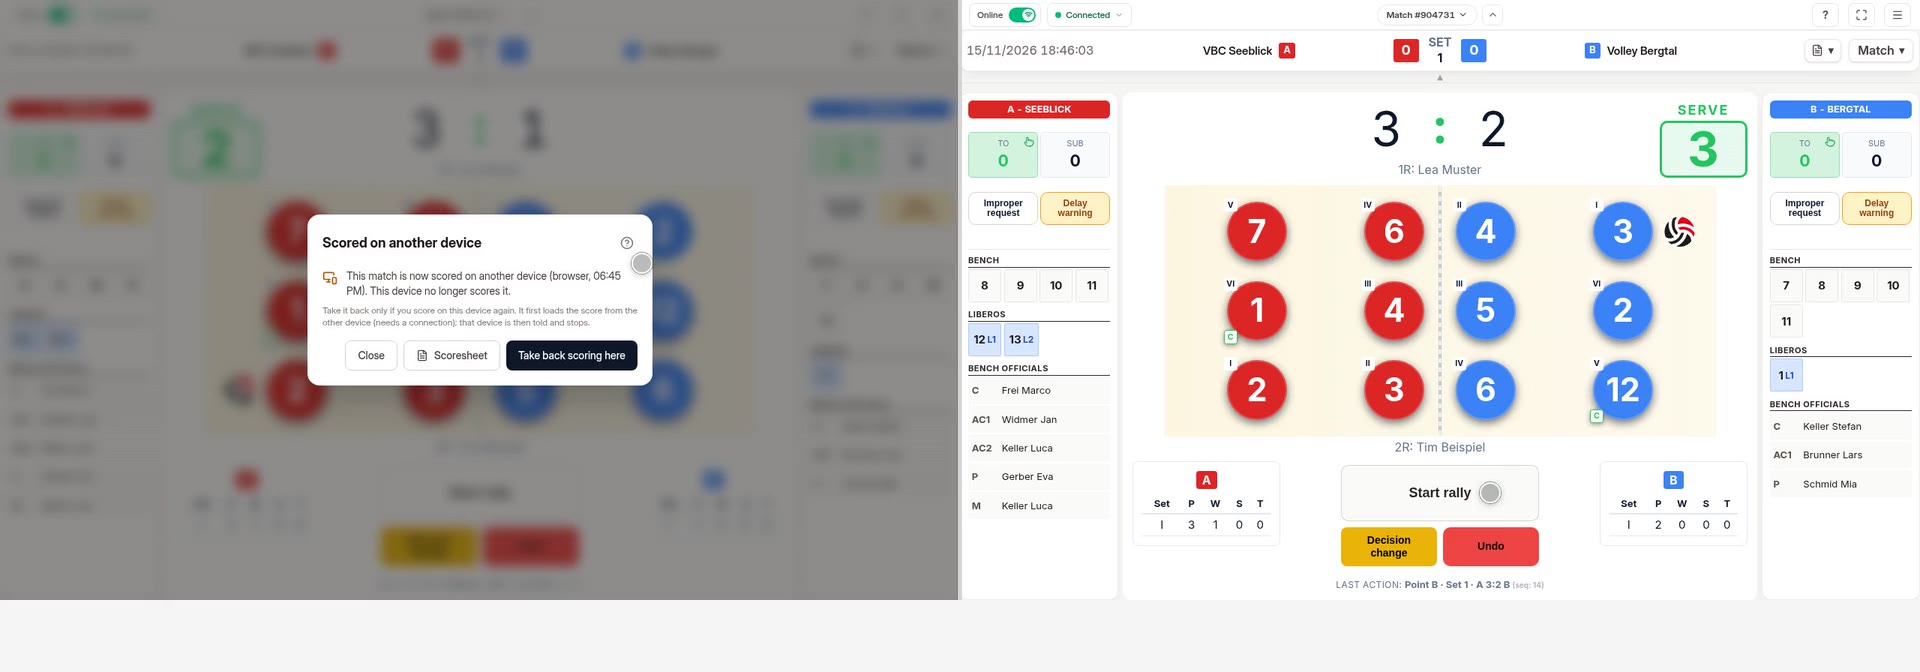 Scored on another device
This match is now scored on another device (browser, 06:45
PM). This device no longer scores it.
Take it back only if you score on this device again. It first loads the score from the
other device (needs a connection); that device is then told and stops.
Close
Scoresheet
Take back scoring here
3 : 1
2
Online
Connected
Match #904731
?
15/11/2026 18:46:03
VBC Seeblick A
0 SET 0
1
B Volley Bergtal
Match
A - SEEBLICK
TO
0
SUB
0
Improper
request
Delay
warning
BENCH
8 9 10 11
LIBEROS
12 L1 13 L2
BENCH OFFICIALS
C Frei Marco
AC1 Widmer Jan
AC2 Keller Luca
P Gerber Eva
M Keller Luca
3 : 2
SERVE
3
1R: Lea Muster
V 7 IV 6 II 4 I 3
VI 1 C III 4 III 5 VI 2
I 2 II 3 IV 6 V 12 C
2R: Tim Beispiel
A
Set P W S T
I 3 1 0 0
Start rally
Decision
change
Undo
B
Set P W S T
I 2 0 0 0
LAST ACTION: Point B · Set 1 · A 3:2 B (seq: 14)
B - BERGTAL
TO
0
SUB
0
Improper
request
Delay
warning
BENCH
7 8 9 10
11
LIBEROS
1 L1
BENCH OFFICIALS
C Keller Stefan
AC1 Brunner Lars
P Schmid Mia